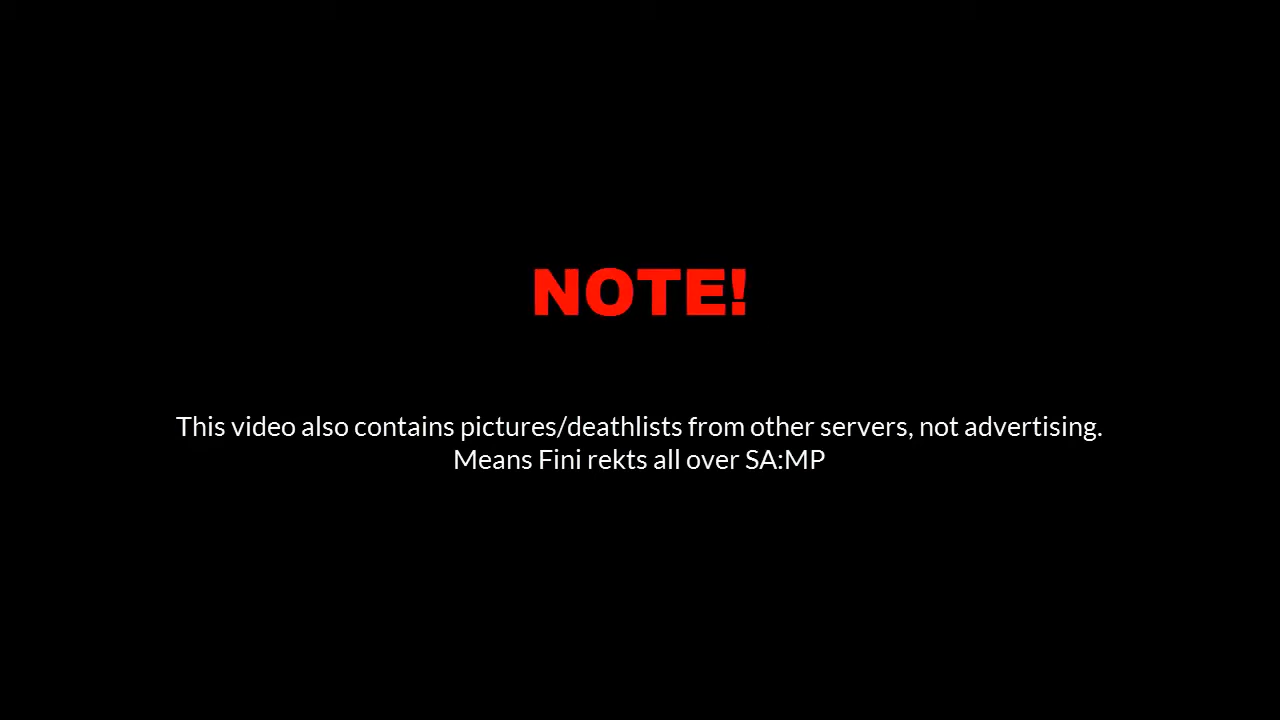 NOTE!
This video also contains pictures/deathlists from other servers, not advertising.
Means Fini rekts all over SA:MP